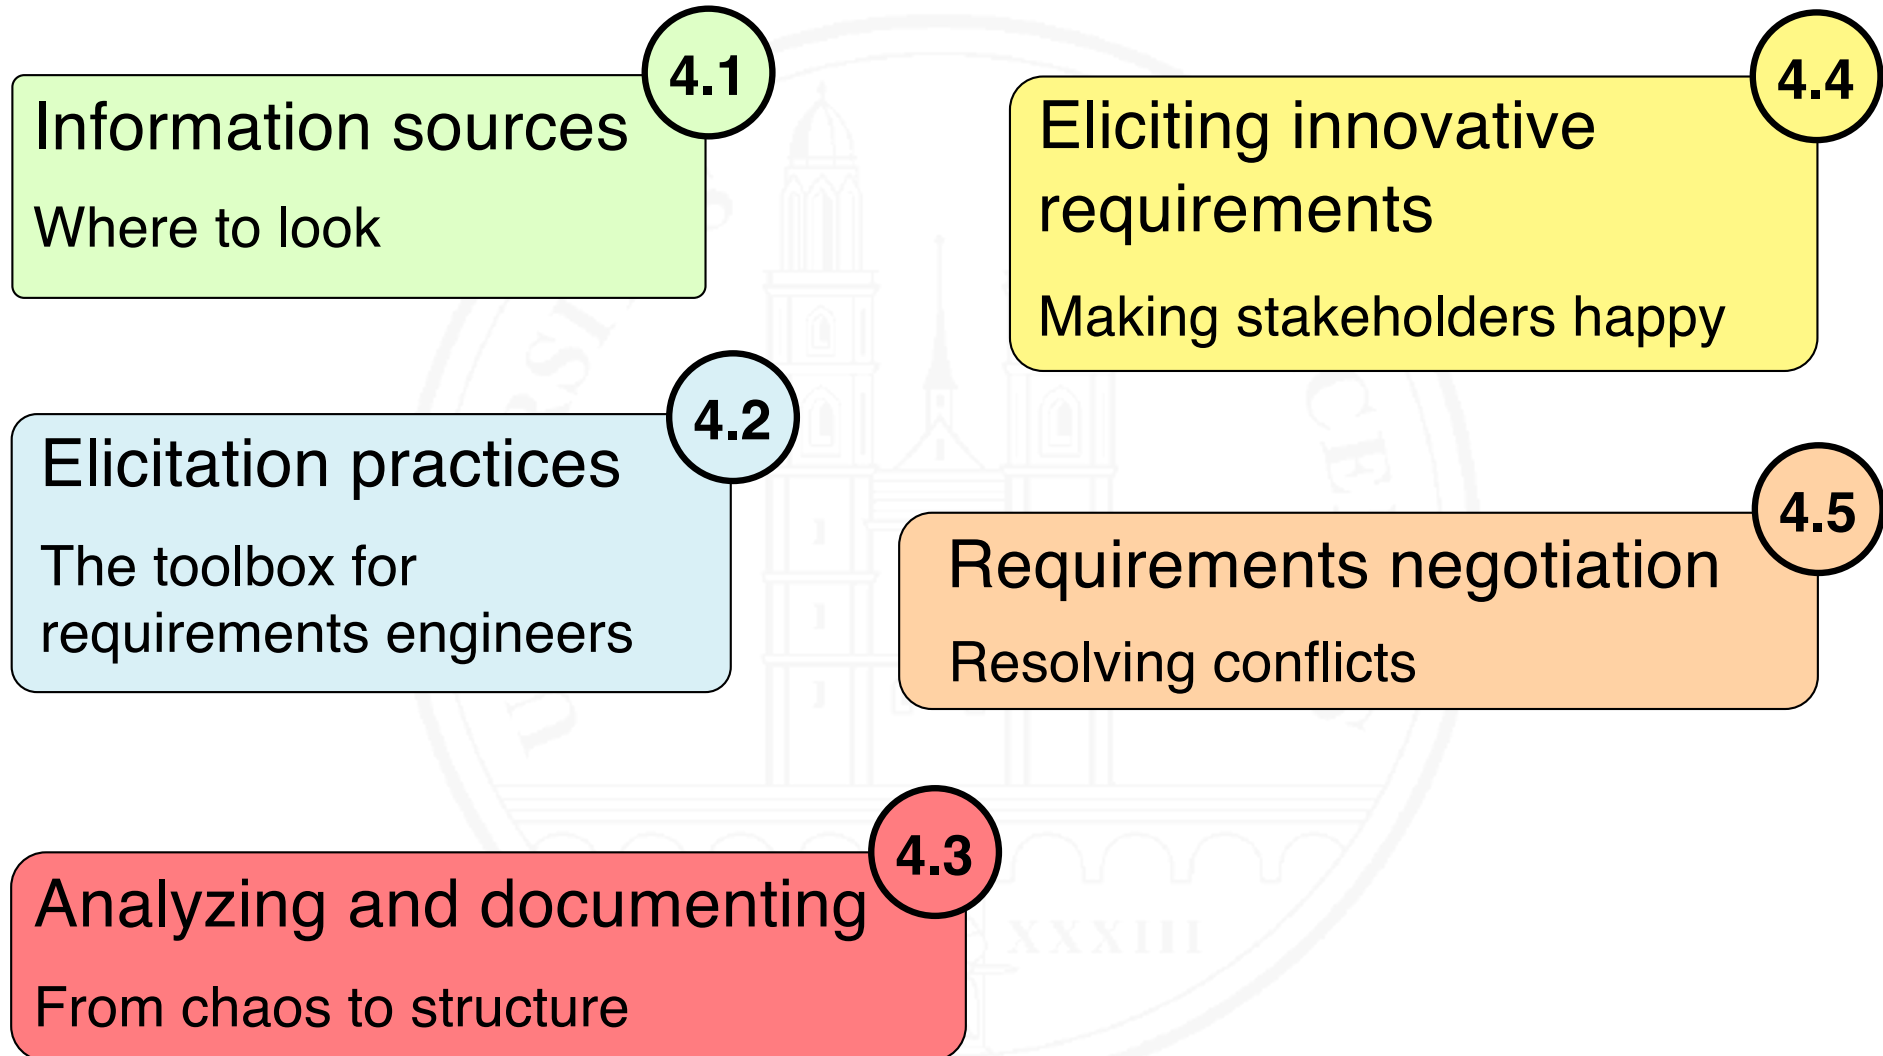 4.1
Information sources
Where to look
4.2
Elicitation practices
The toolbox for
requirements engineers
4.3
Analyzing and documenting
From chaos to structure
4.4
Eliciting innovative
requirements
Making stakeholders happy
4.5
Requirements negotiation
Resolving conflicts
XXXIII